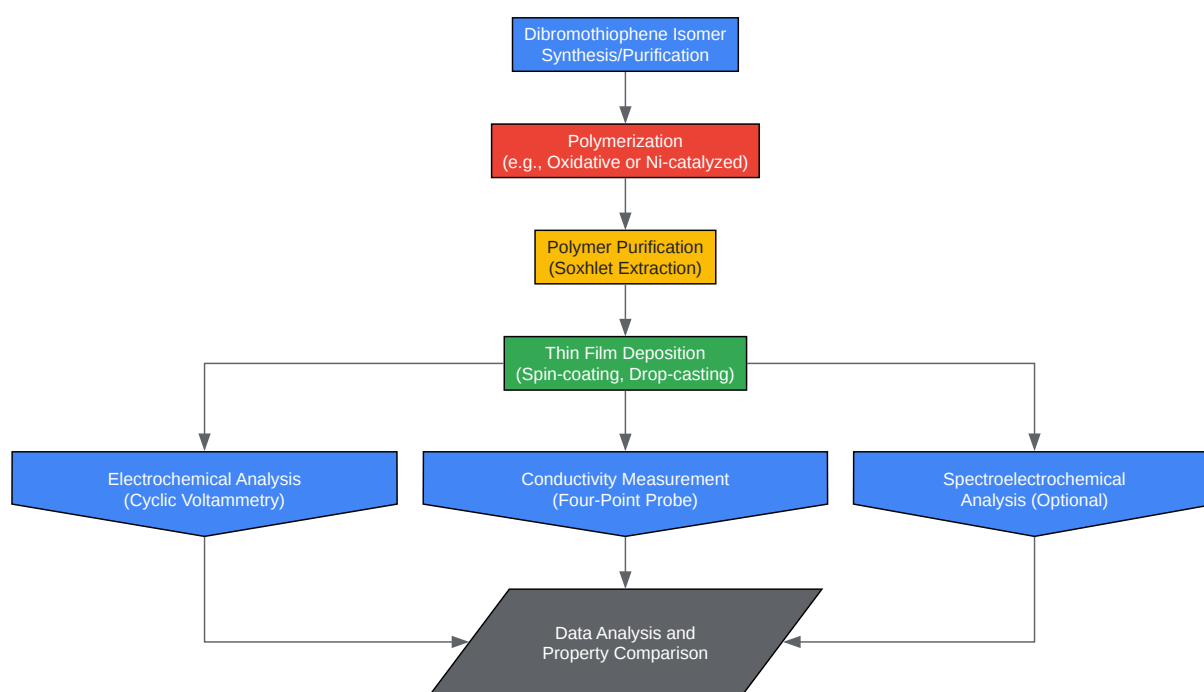 Dibromothiophene Isomer
Synthesis/Purification
Polymerization
(e.g., Oxidative or Ni-catalyzed)
Polymer Purification
(Soxhlet Extraction)
Thin Film Deposition
(Spin-coating, Drop-casting)
Electrochemical Analysis
(Cyclic Voltammetry)
Conductivity Measurement
(Four-Point Probe)
Spectroelectrochemical
Analysis (Optional)
Data Analysis and
Property Comparison